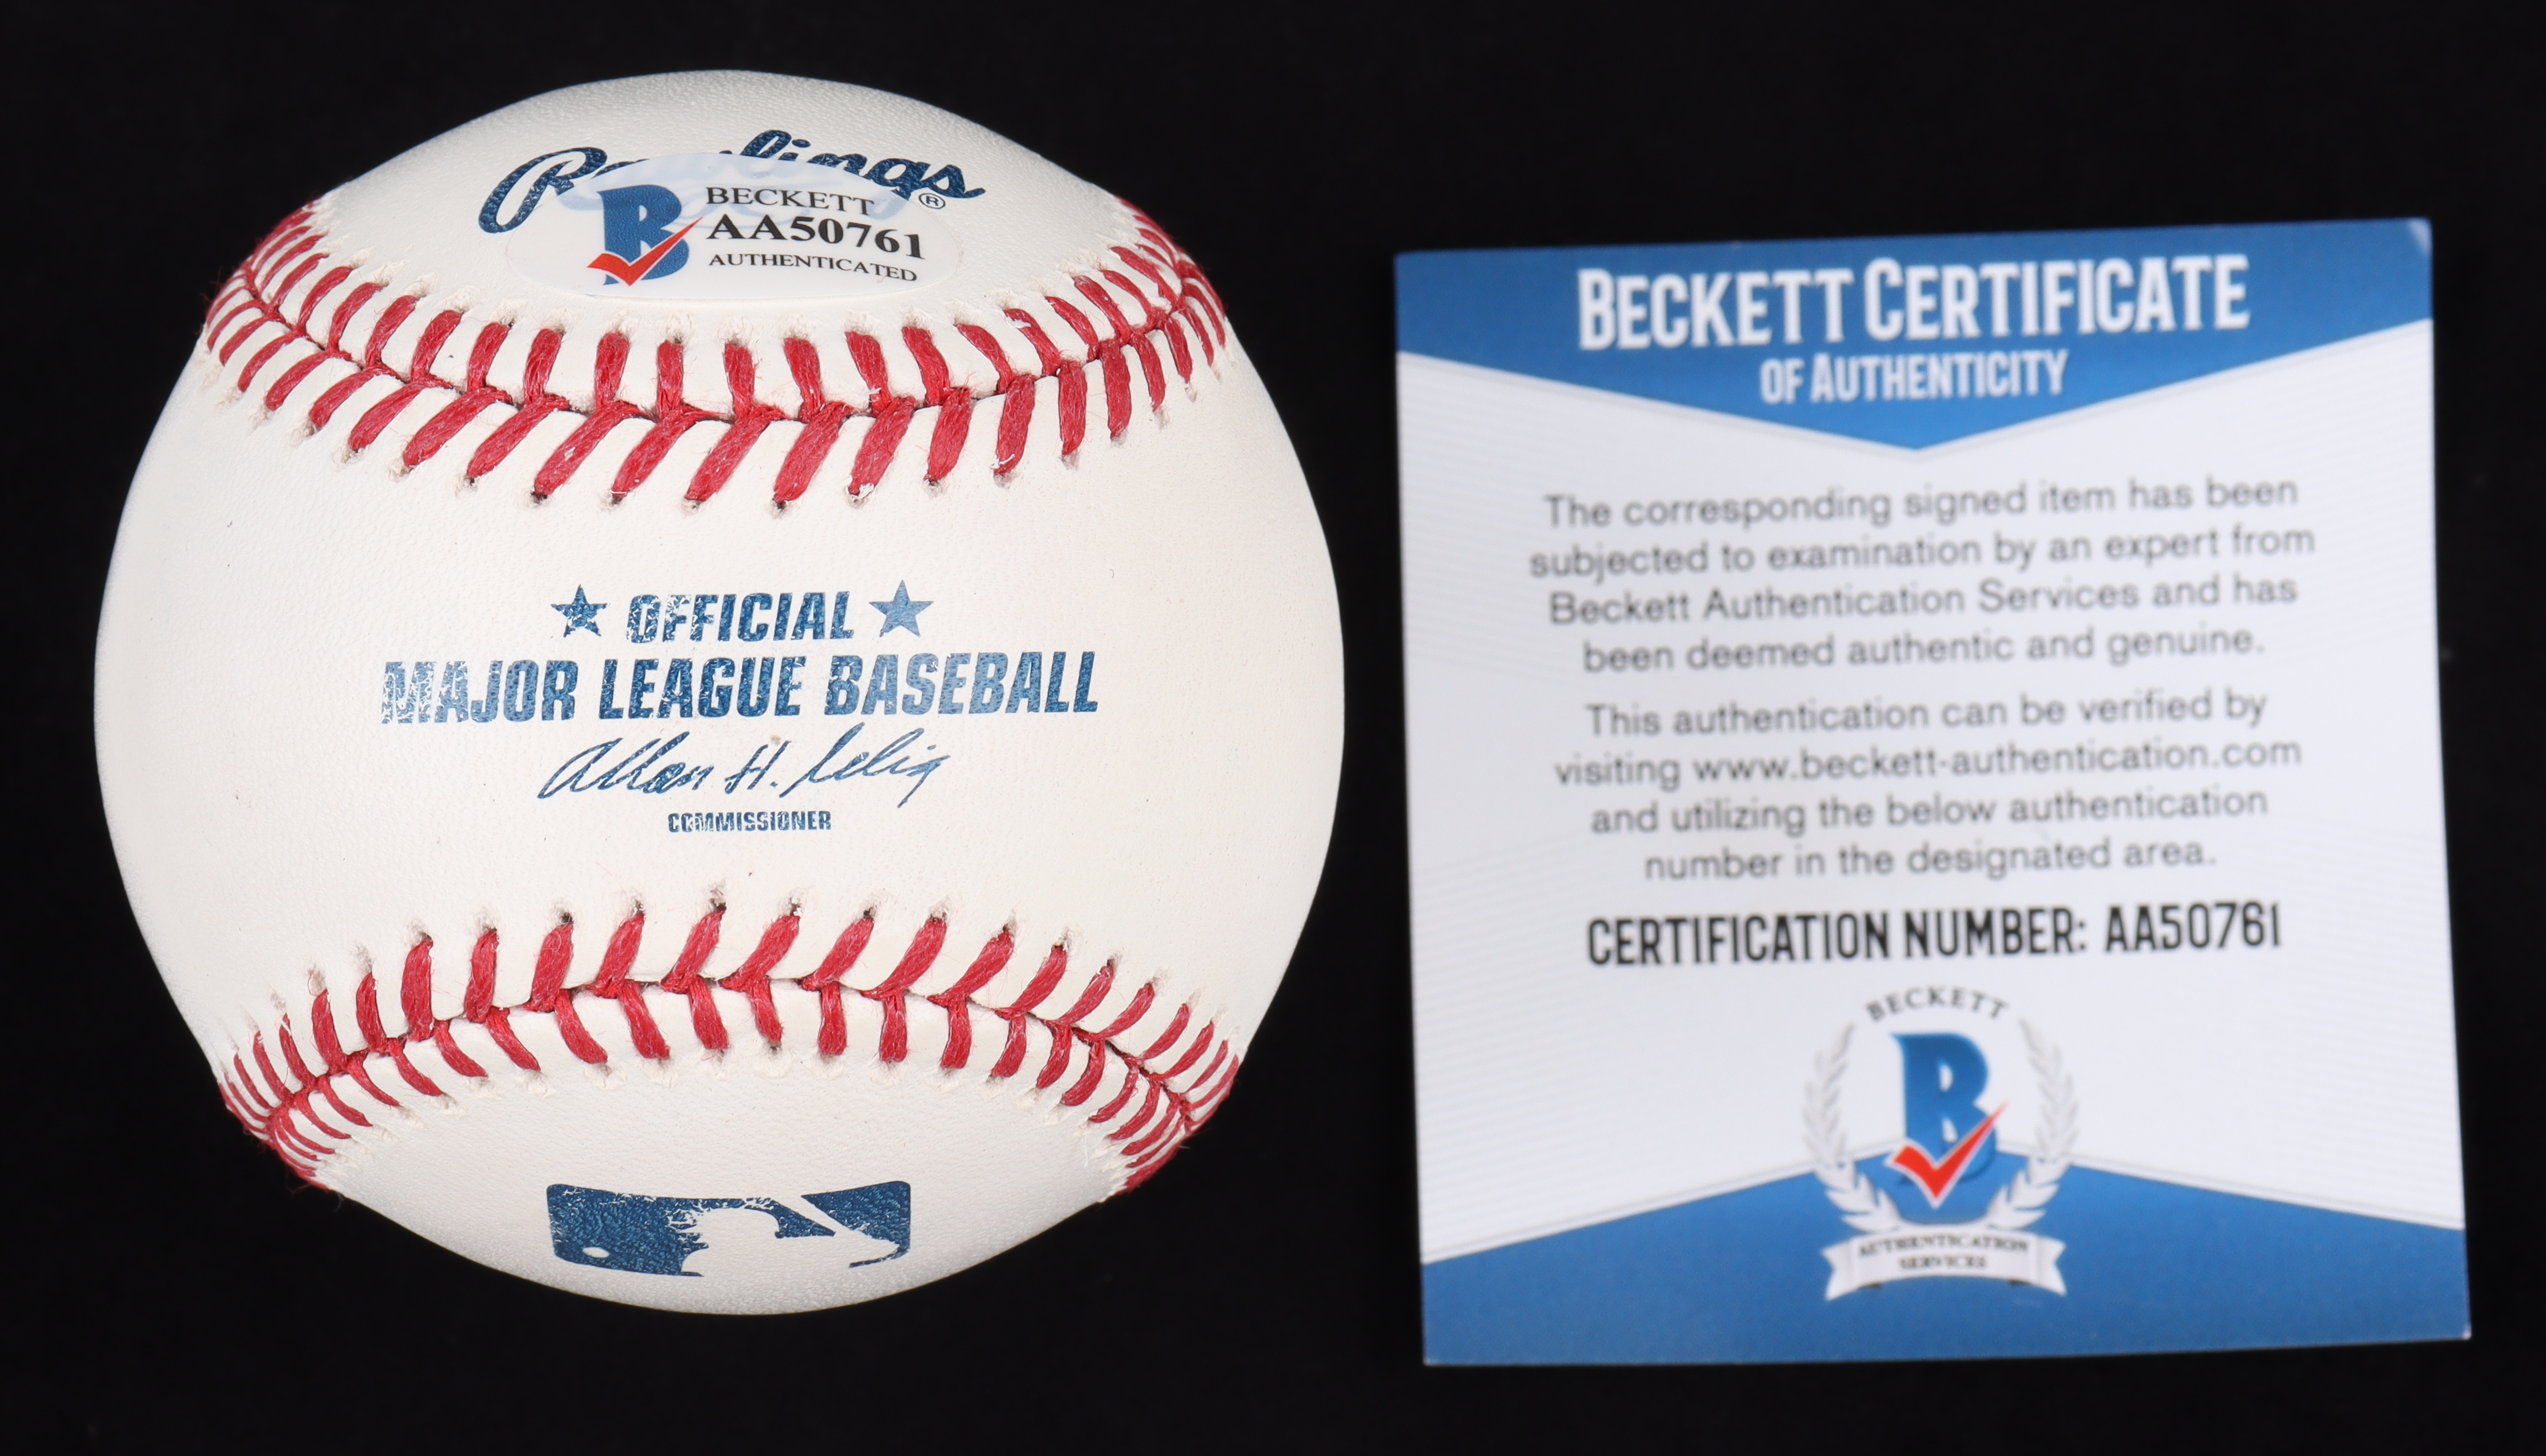 Rawlings®
BECKETT
AA50761
AUTHENTICATED
★ OFFICIAL ★
MAJOR LEAGUE BASEBALL
Allan H. Selig
COMMISSIONER
BECKETT CERTIFICATE
OF AUTHENTICITY
The corresponding signed item has been
subjected to examination by an expert from
Beckett Authentication Services and has
been deemed authentic and genuine.
This authentication can be verified by
visiting www.beckett-authentication.com
and utilizing the below authentication
number in the designated area.
CERTIFICATION NUMBER: AA50761
BECKETT
B
AUTHENTICATION
SERVICES